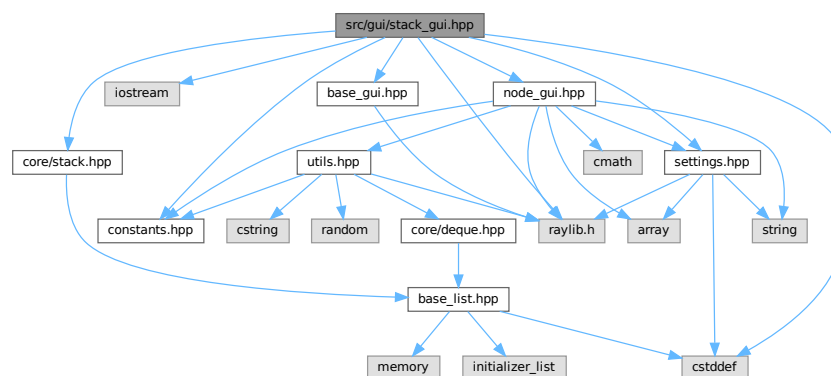 src/gui/stack_gui.hpp
iostream
base_gui.hpp
node_gui.hpp
core/stack.hpp
utils.hpp
cmath
settings.hpp
constants.hpp
cstring
random
core/deque.hpp
raylib.h
array
string
base_list.hpp
memory
initializer_list
cstddef